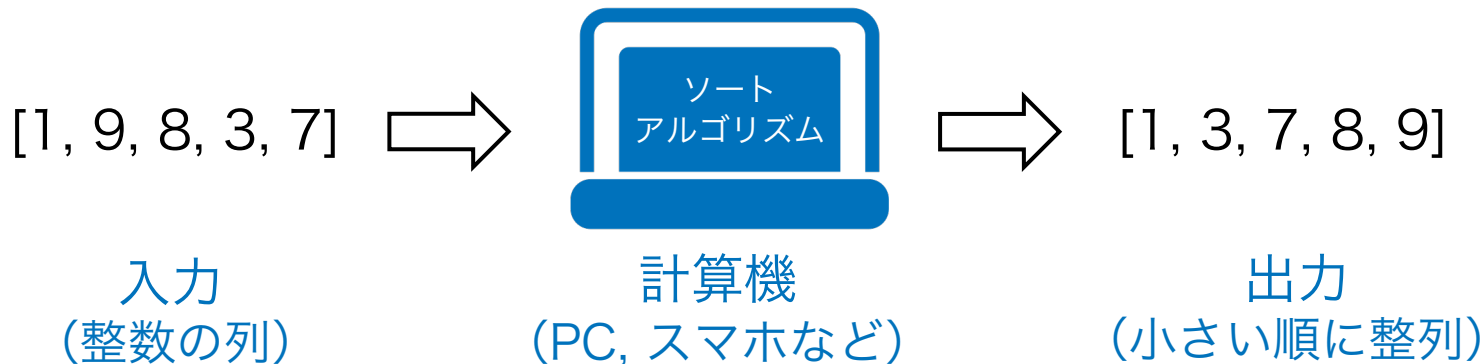 [1, 9, 8, 3, 7]
ソート
アルゴリズム
[1, 3, 7, 8, 9]
入力
(整数の列)
計算機
(PC, スマホなど)
出力
(小さい順に整列)